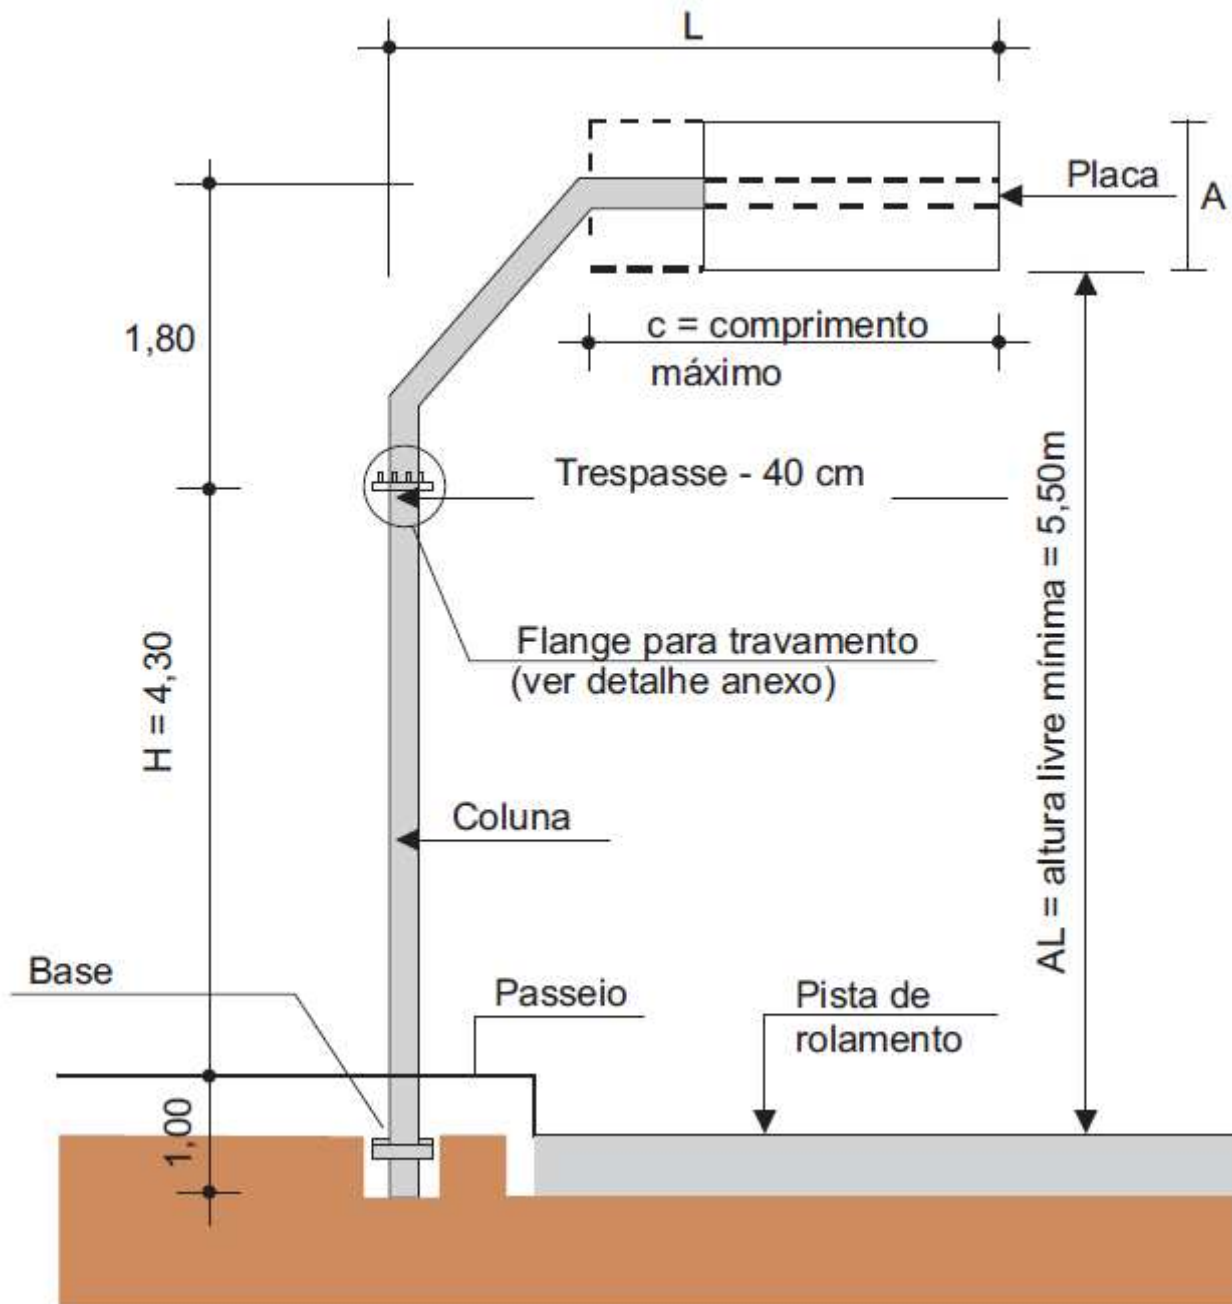 L
Placa
A
1,80
c = comprimento
máximo
Trespasse - 40 cm
AL = altura livre mínima = 5,50m
Flange para travamento
(ver detalhe anexo)
H = 4,30
Coluna
Base
Passeio
Pista de
rolamento
1,00